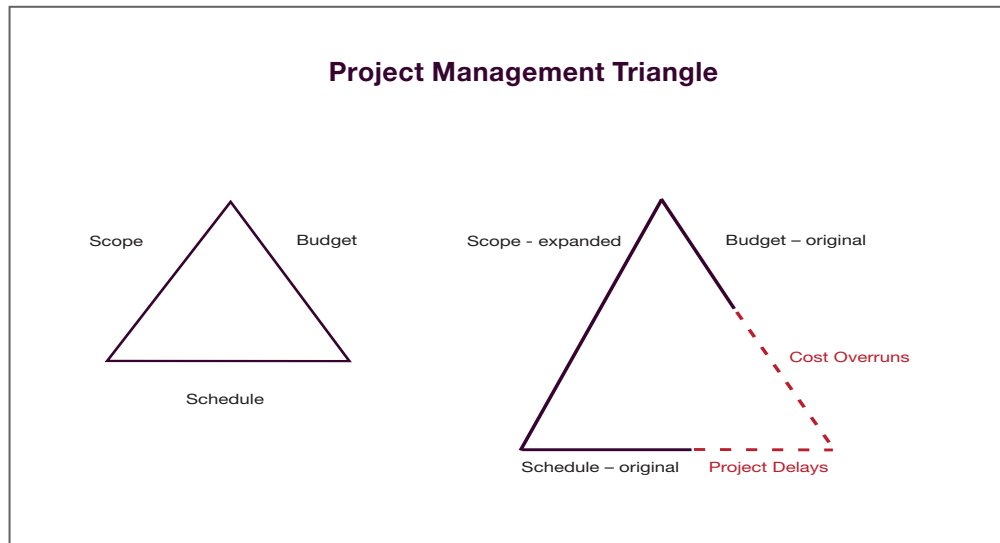 Project Management Triangle
Scope
Budget
Schedule
Scope - expanded
Budget – original
Cost Overruns
Schedule – original
Project Delays